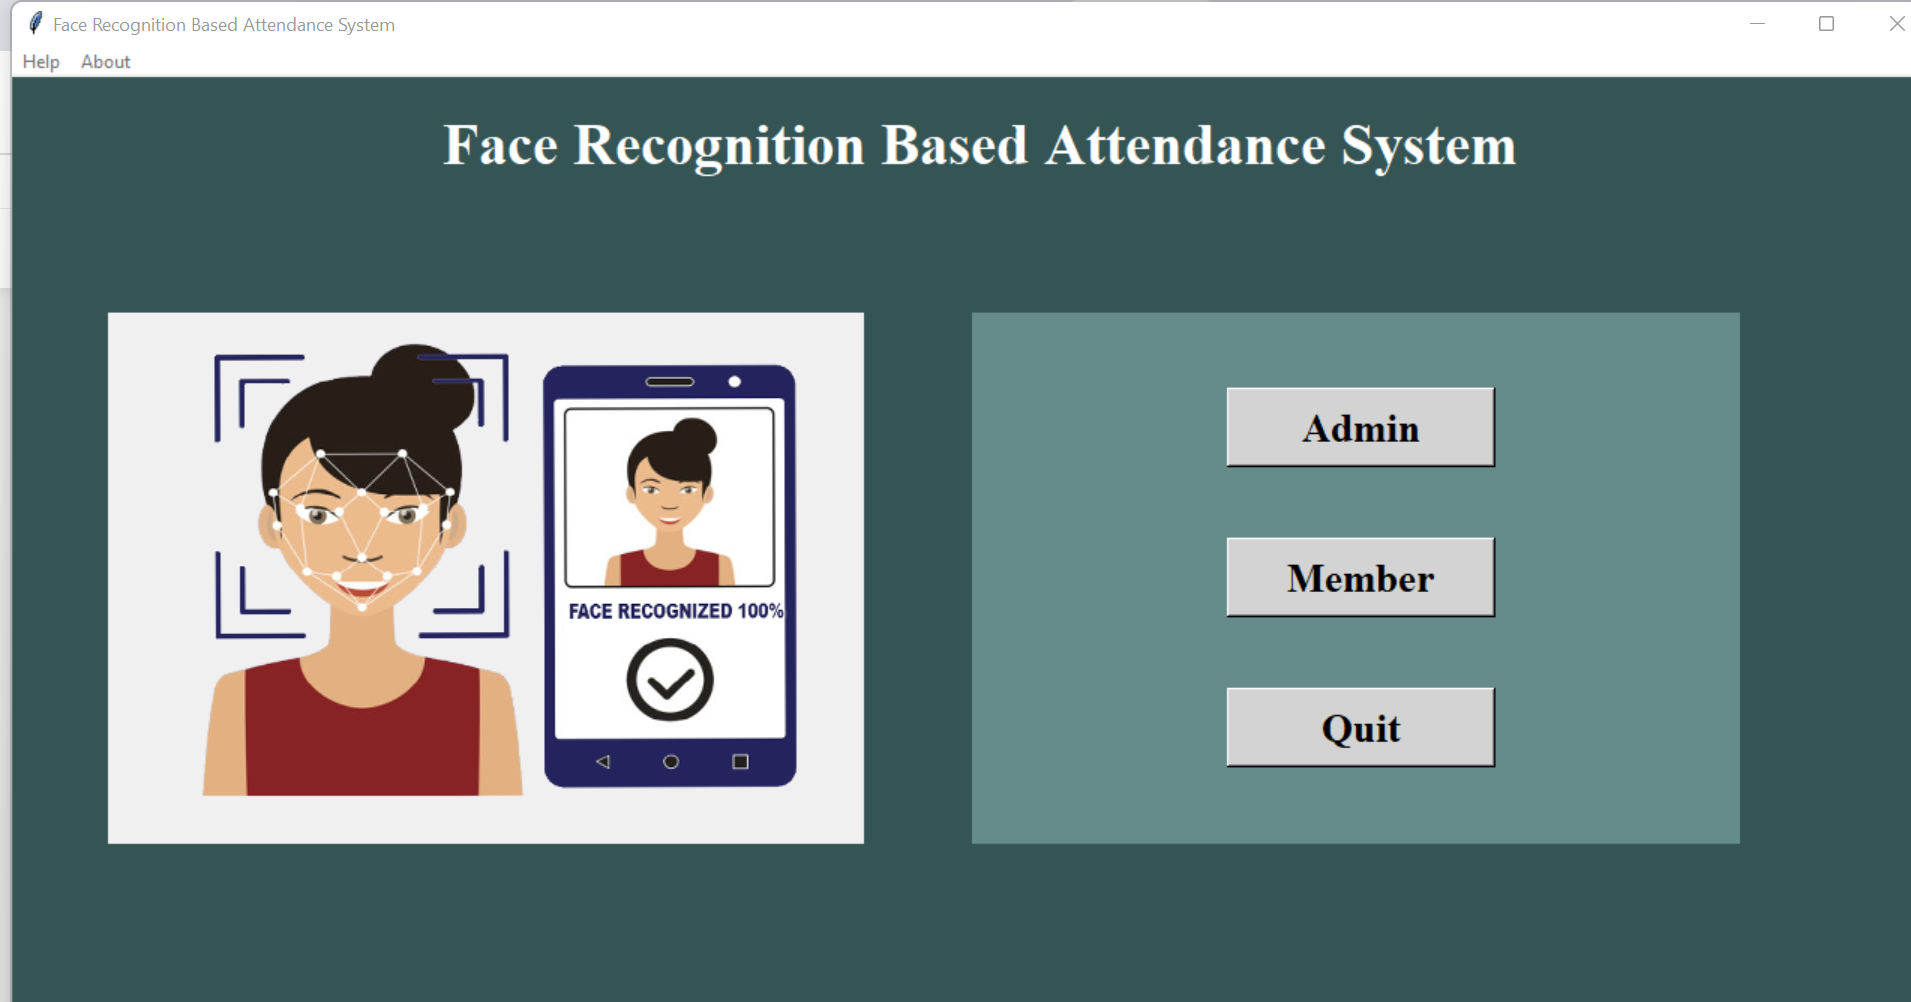 Face Recognition Based Attendance System
Help About
Face Recognition Based Attendance System
FACE RECOGNIZED 100%
Admin
Member
Quit